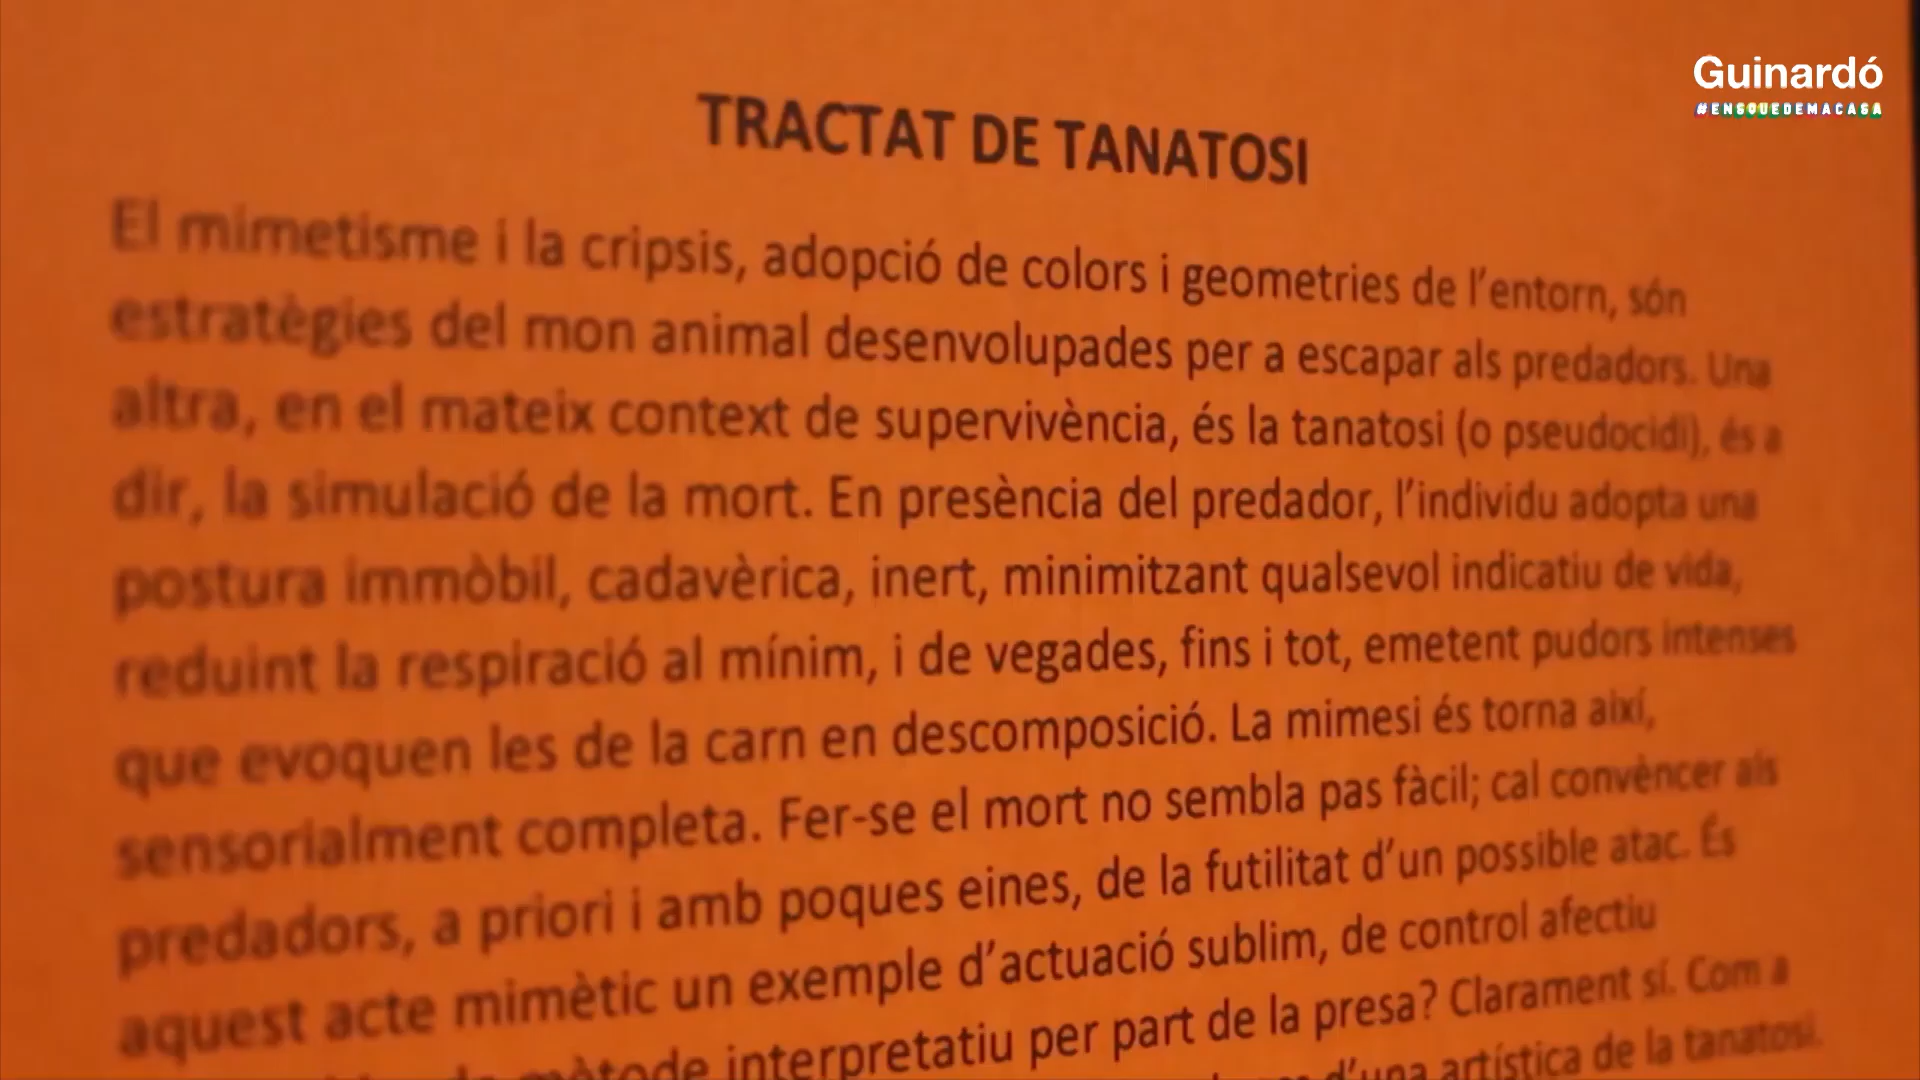 Guinardó
#ENSQUEDEMACASA
TRACTAT DE TANATOSI
El mimetisme i la cripsis, adopció de colors i geometries de l'entorn, són
estratègies del mon animal desenvolupades per a escapar als predadors. Una
altra, en el mateix context de supervivència, és la tanatosi (o pseudocidi), és a
dir, la simulació de la mort. En presència del predador, l'individu adopta una
postura immòbil, cadavèrica, inert, minimitzant qualsevol indicatiu de vida,
reduint la respiració al mínim, i de vegades, fins i tot, emetent pudors intenses
que evoquen les de la carn en descomposició. La mimesi és torna així,
sensorialment completa. Fer-se el mort no sembla pas fàcil; cal convèncer als
predadors, a priori i amb poques eines, de la futilitat d'un possible atac. És
aquest acte mimètic un exemple d'actuació sublim, de control afectiu
mètode interpretatiu per part de la presa? Clarament sí. Com a
d'una artística de la tanatosi.